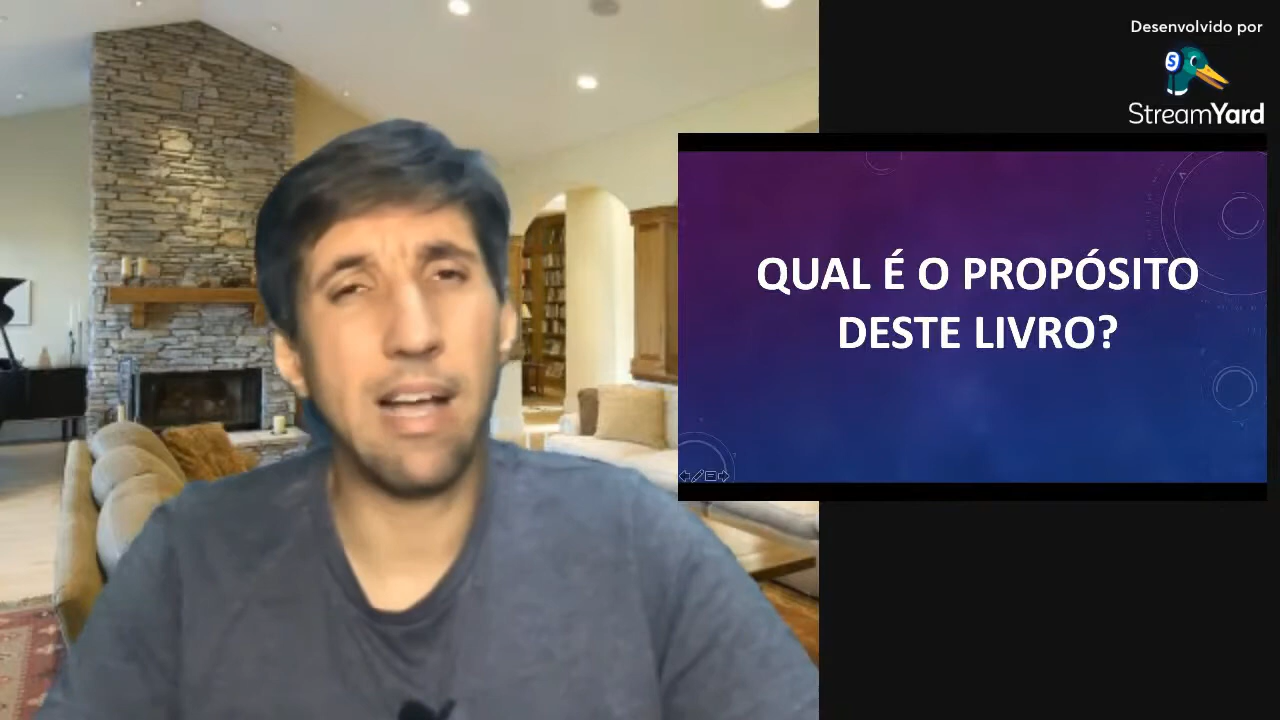 Desenvolvido por
StreamYard
QUAL É O PROPÓSITO
DESTE LIVRO?